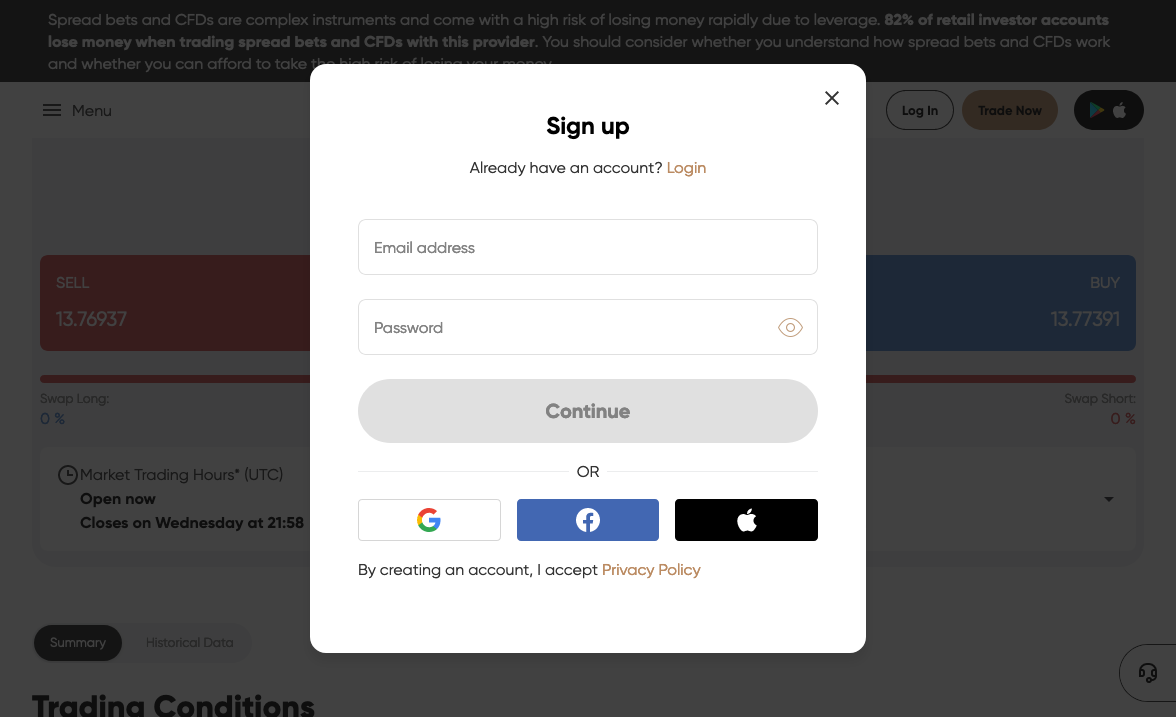 Spread bets and CFDs are complex instruments and come with a high risk of losing money rapidly due to leverage. 82% of retail investor accounts
lose money when trading spread bets and CFDs with this provider. You should consider whether you understand how spread bets and CFDs work
and whether you can afford to take the high risk of losing your money.
Menu
Log In
Trade Now
Sign up
Already have an account? Login
Email address
SELL
BUY
13.76937
13.77391
Password
Swap Long:
Swap Short:
0 %
0 %
Continue
OR
Market Trading Hours* (UTC)
Open now
Closes on Wednesday at 21:58
By creating an account, I accept Privacy Policy
Summary
Historical Data
Trading Conditions